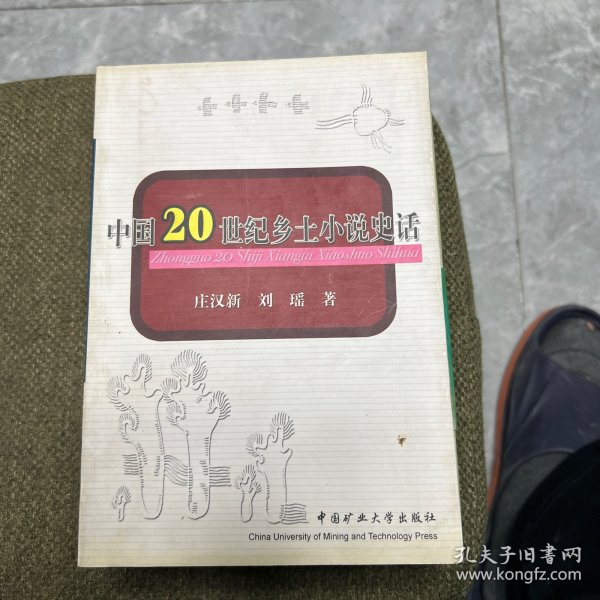 中国20世纪乡土小说史话
Zhongguo 20 Shiji Xiangtu Xiaoshuo Shihua
庄汉新 刘瑶 著
中国矿业大学出版社
China University of Mining and Technology Press
孔夫子旧书网
www.kongfz.com